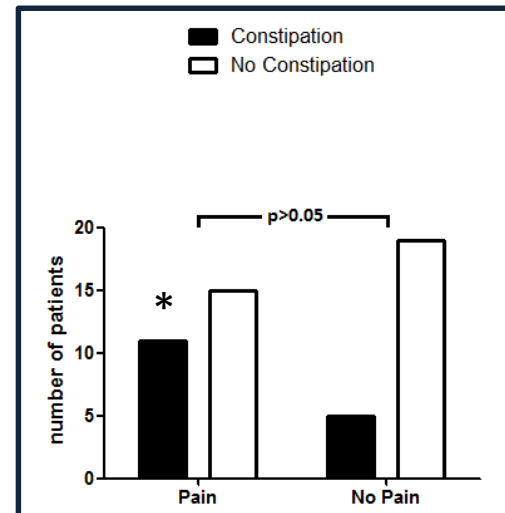 Constipation
No Constipation
p>0.05
20
15
10
5
0
number of patients
*
Pain
No Pain